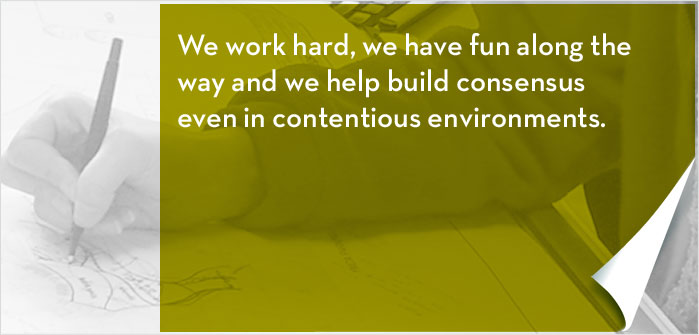 We work hard, we have fun along the
way and we help build consensus
even in contentious environments.